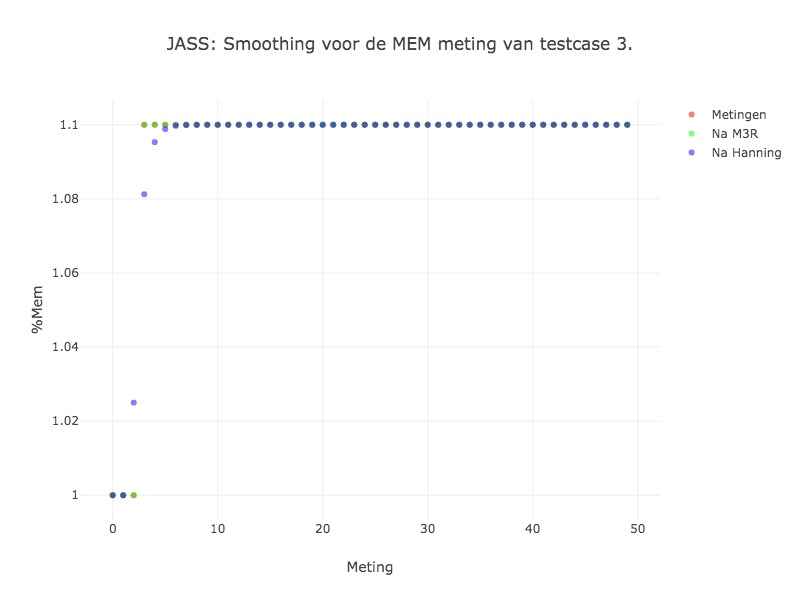 JASS: Smoothing voor de MEM meting van testcase 3.
Metingen
Na M3R
Na Hanning
1.1
1.08
1.06
1.04
1.02
1
%Mem
0 10 20 30 40 50
Meting